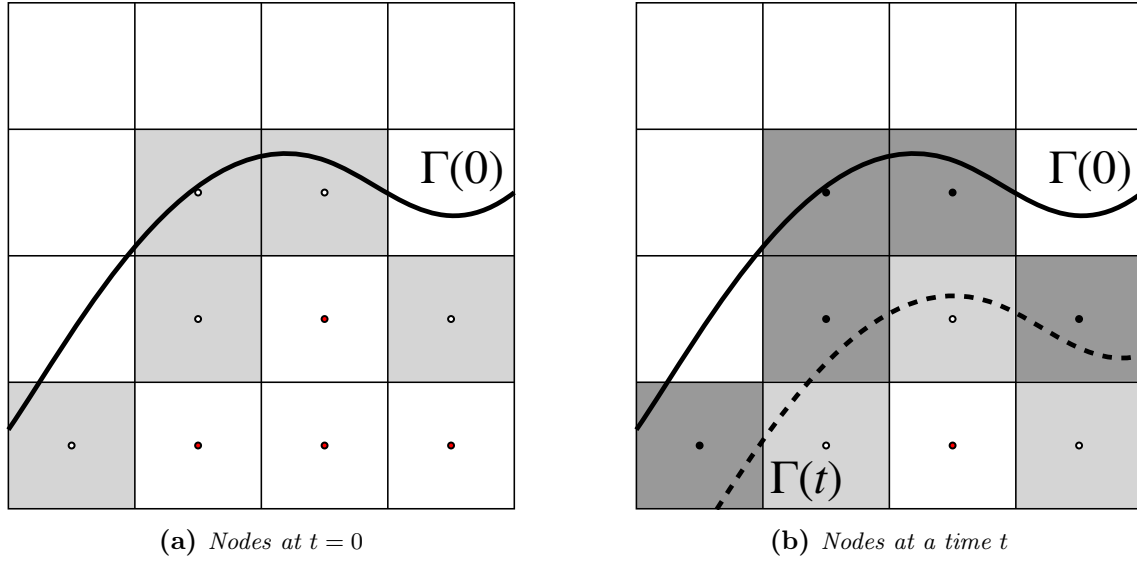 Γ(0)
Γ(0)
Γ(t)
(a) Nodes at t = 0
(b) Nodes at a time t